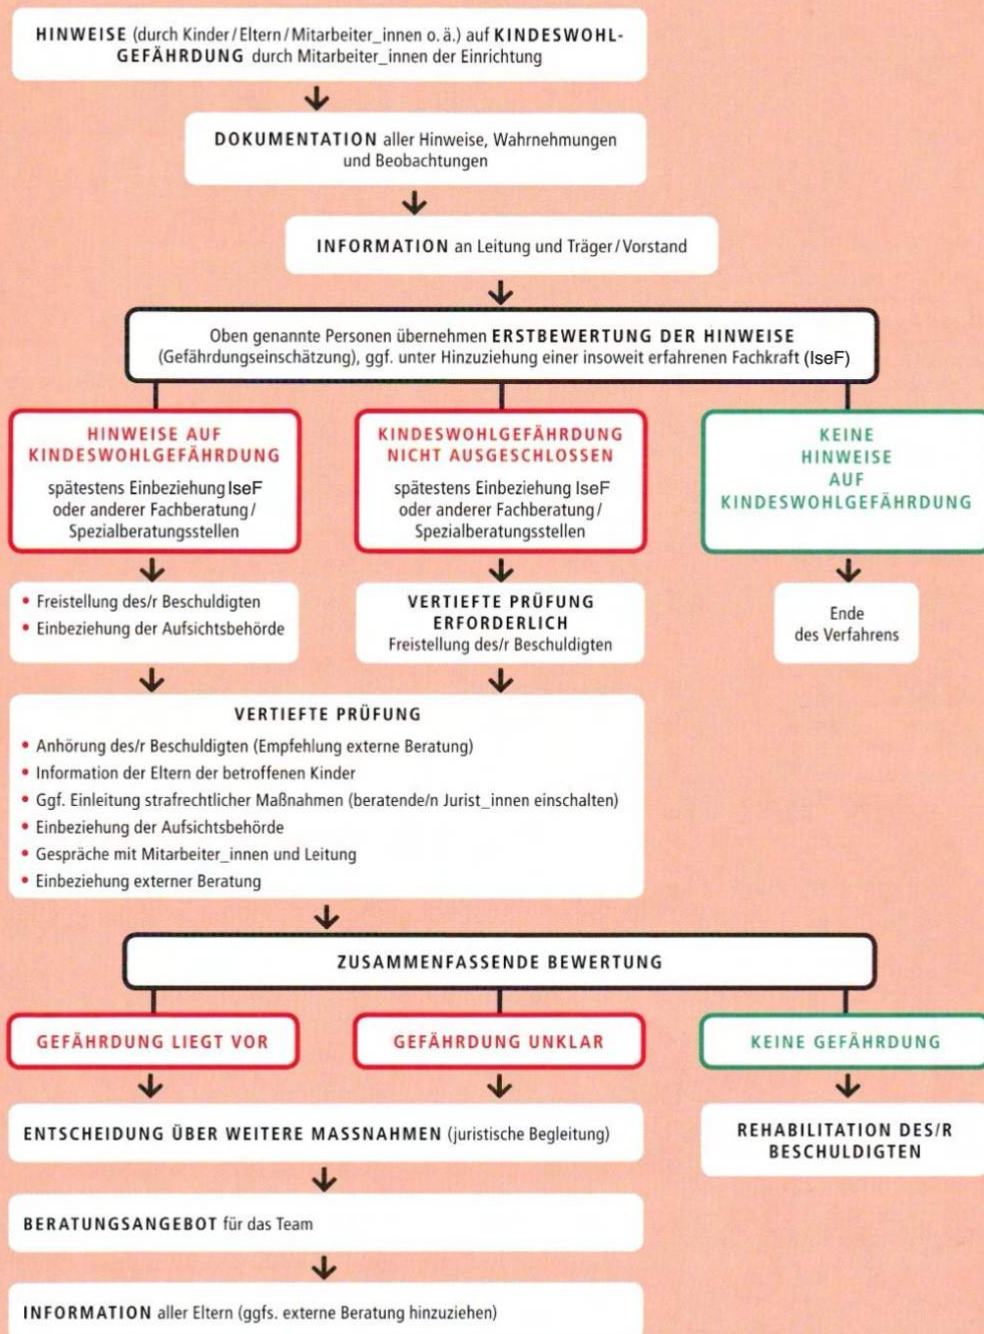 HINWEISE (durch Kinder/Eltern/Mitarbeiter_innen o. ä.) auf KINDESWOHL-
GEFÄHRDUNG durch Mitarbeiter_innen der Einrichtung
DOKUMENTATION aller Hinweise, Wahrnehmungen
und Beobachtungen
INFORMATION an Leitung und Träger/Vorstand
Oben genannte Personen übernehmen ERSTBEWERTUNG DER HINWEISE
(Gefährdungseinschätzung), ggf. unter Hinzuziehung einer insoweit erfahrenen Fachkraft (IseF)
HINWEISE AUF
KINDESWOHLGEFÄHRDUNG
spätestens Einbeziehung IseF
oder anderer Fachberatung/
Spezialberatungsstellen
KINDESWOHLGEFÄHRDUNG
NICHT AUSGESCHLOSSEN
spätestens Einbeziehung IseF
oder anderer Fachberatung/
Spezialberatungsstellen
KEINE
HINWEISE
AUF
KINDESWOHLGEFÄHRDUNG
• Freistellung des/r Beschuldigten
• Einbeziehung der Aufsichtsbehörde
VERTIEFTE PRÜFUNG
ERFORDERLICH
Freistellung des/r Beschuldigten
Ende
des Verfahrens
VERTIEFTE PRÜFUNG
• Anhörung des/r Beschuldigten (Empfehlung externe Beratung)
• Information der Eltern der betroffenen Kinder
• Ggf. Einleitung strafrechtlicher Maßnahmen (beratende/n Jurist_innen einschalten)
• Einbeziehung der Aufsichtsbehörde
• Gespräche mit Mitarbeiter_innen und Leitung
• Einbeziehung externer Beratung
ZUSAMMENFASSENDE BEWERTUNG
GEFÄHRDUNG LIEGT VOR
GEFÄHRDUNG UNKLAR
KEINE GEFÄHRDUNG
ENTSCHEIDUNG ÜBER WEITERE MASSNAHMEN (juristische Begleitung)
REHABILITATION DES/R
BESCHULDIGTEN
BERATUNGSANGEBOT für das Team
INFORMATION aller Eltern (ggfs. externe Beratung hinzuziehen)